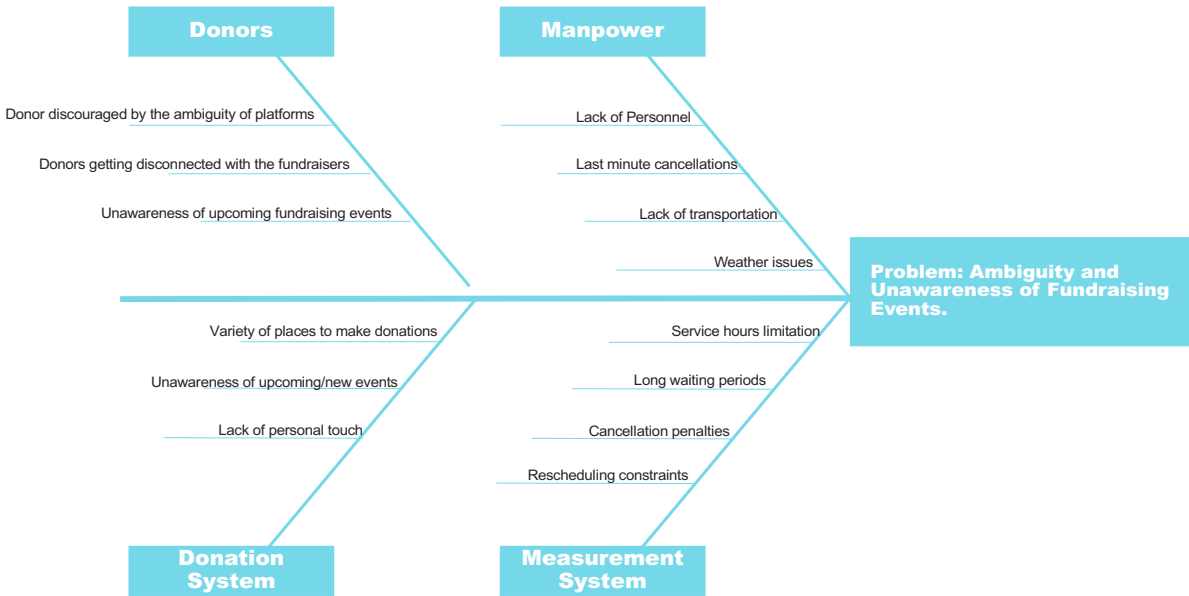 Donors
Manpower
Donor discouraged by the ambiguity of platforms
Donors getting disconnected with the fundraisers
Unawareness of upcoming fundraising events
Lack of Personnel
Last minute cancellations
Lack of transportation
Weather issues
Problem: Ambiguity and
Unawareness of Fundraising
Events.
Variety of places to make donations
Unawareness of upcoming/new events
Lack of personal touch
Service hours limitation
Long waiting periods
Cancellation penalties
Rescheduling constraints
Donation
System
Measurement
System